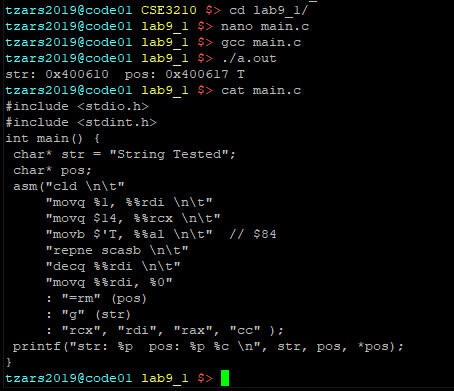 tzars2019@code01 CSE3210 $> cd lab9_1/
tzars2019@code01 lab9_1 $> nano main.c
tzars2019@code01 lab9_1 $> gcc main.c
tzars2019@code01 lab9_1 $> ./a.out
str: 0x400610  pos: 0x400617 T
tzars2019@code01 lab9_1 $> cat main.c
#include <stdio.h>
#include <stdint.h>
int main() {
 char* str = "String Tested";
 char* pos;
 asm("cld \n\t"
     "movq %1, %%rdi \n\t"
     "movq $14, %%rcx \n\t"
     "movb $'T, %%al \n\t"  // $84
     "repne scasb \n\t"
     "decq %%rdi \n\t"
     "movq %%rdi, %0"
     : "=rm" (pos)
     : "g" (str)
     : "rcx", "rdi", "rax", "cc" );
 printf("str: %p  pos: %p %c \n", str, pos, *pos);
}
tzars2019@code01 lab9_1 $>